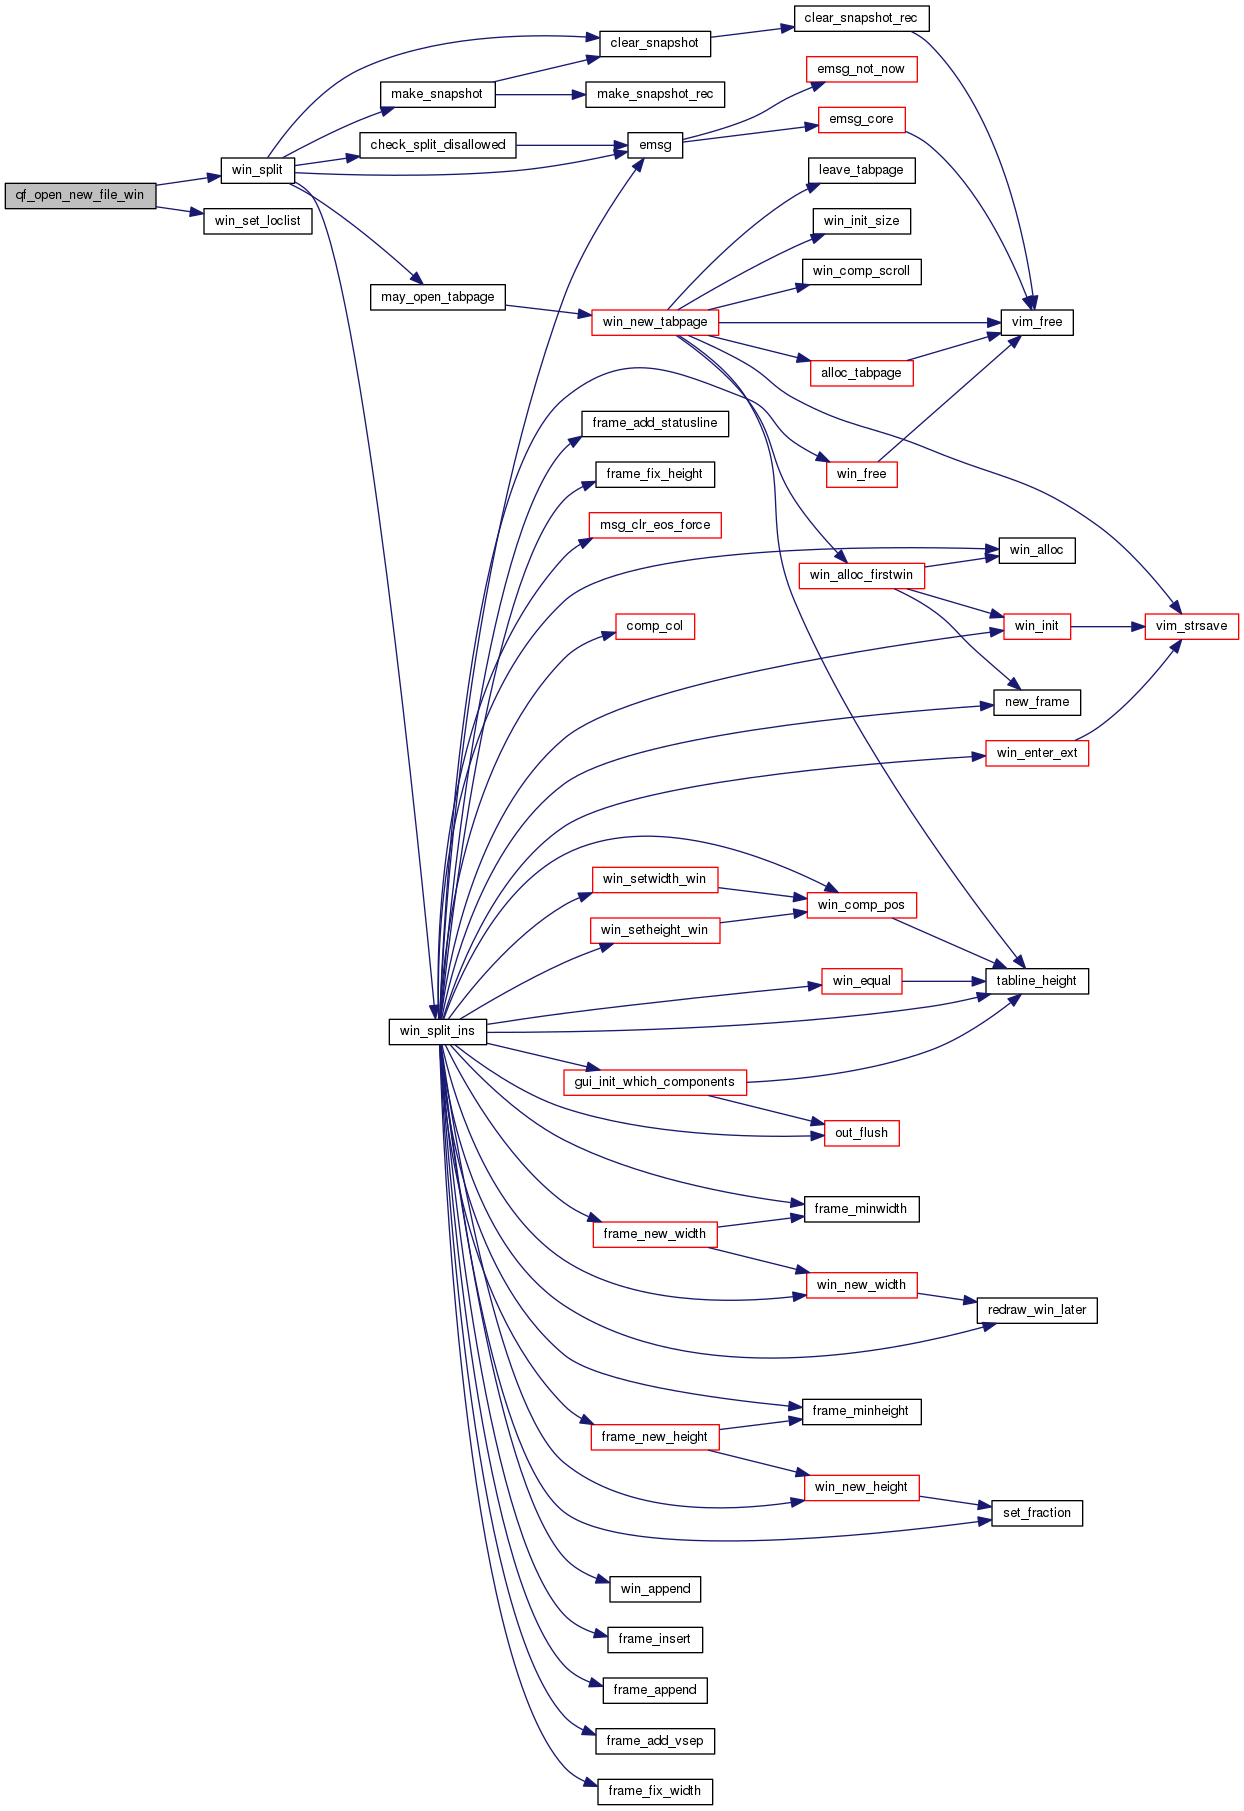 clear_snapshot_rec
clear_snapshot
emsg_not_now
make_snapshot
make_snapshot_rec
emsg_core
check_split_disallowed
emsg
win_split
leave_tabpage
qf_open_new_file_win
win_set_loclist
win_init_size
win_comp_scroll
may_open_tabpage
win_new_tabpage
vim_free
alloc_tabpage
frame_add_statusline
frame_fix_height
win_free
msg_clr_eos_force
win_alloc
win_alloc_firstwin
comp_col
win_init
vim_strsave
new_frame
win_enter_ext
win_setwidth_win
win_comp_pos
win_setheight_win
win_equal
tabline_height
win_split_ins
gui_init_which_components
out_flush
frame_minwidth
frame_new_width
win_new_width
redraw_win_later
frame_minheight
frame_new_height
win_new_height
set_fraction
win_append
frame_insert
frame_append
frame_add_vsep
frame_fix_width